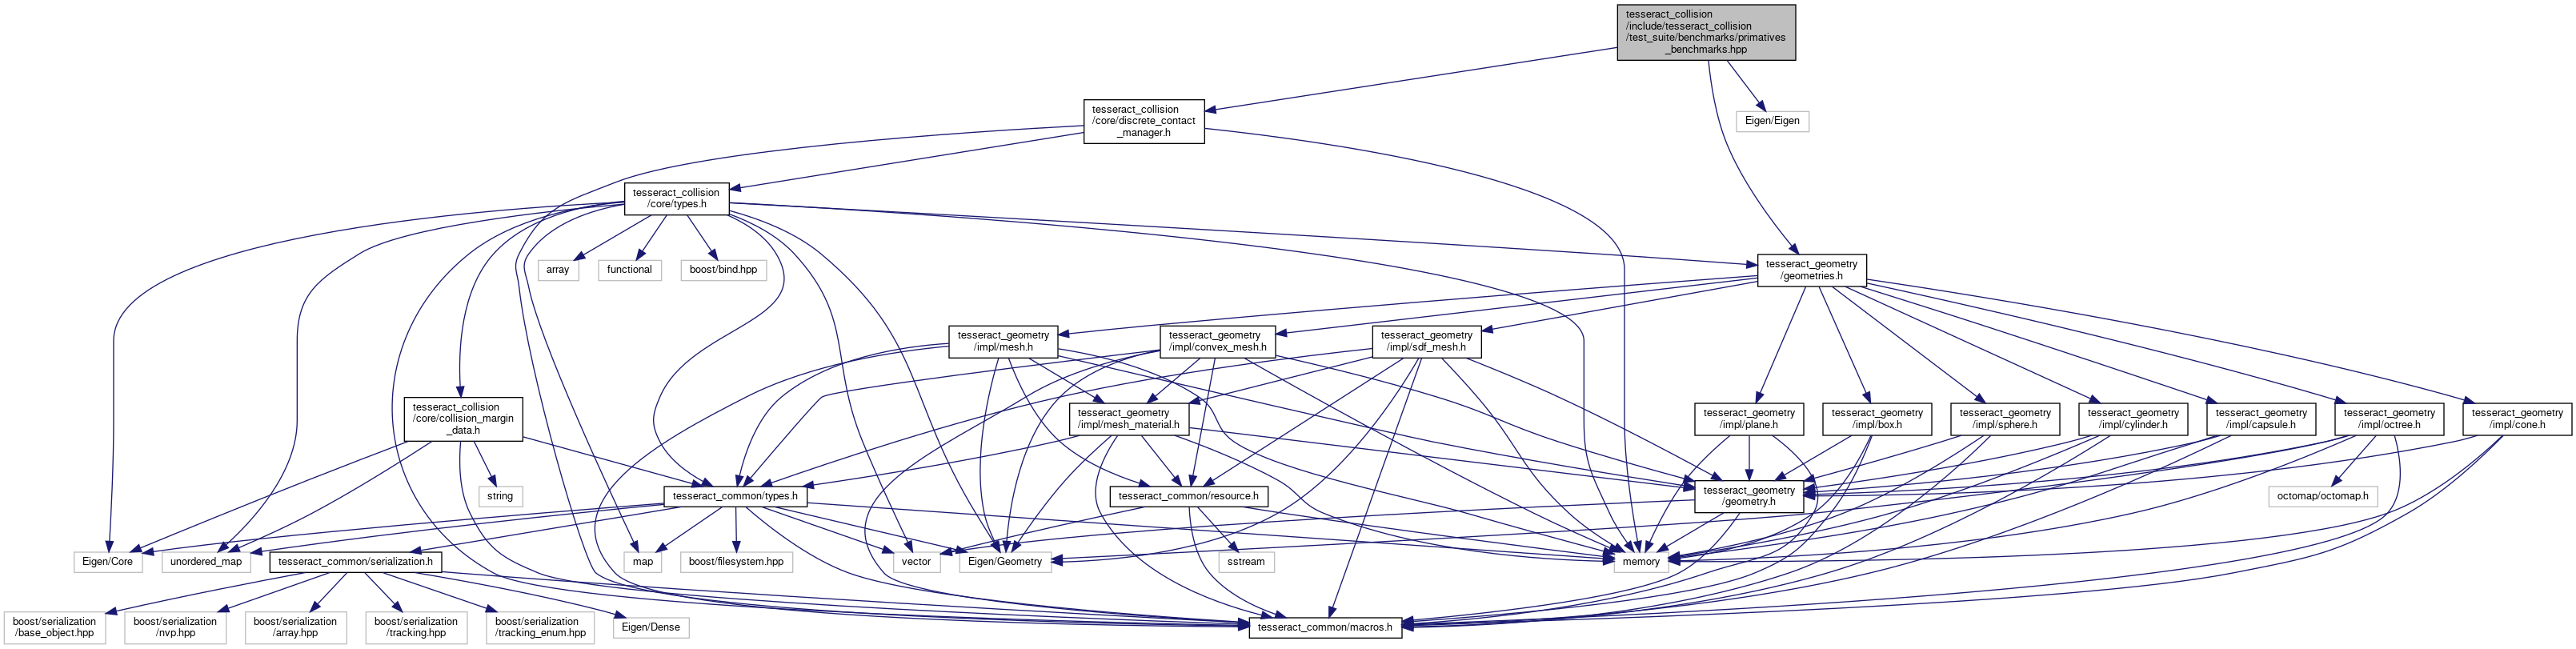 tesseract_collision
/include/tesseract_collision
/test_suite/benchmarks/primatives
_benchmarks.hpp
tesseract_collision
/core/discrete_contact
_manager.h
Eigen/Eigen
tesseract_collision
/core/types.h
array
functional
boost/bind.hpp
tesseract_geometry
/geometries.h
tesseract_geometry
/impl/mesh.h
tesseract_geometry
/impl/convex_mesh.h
tesseract_geometry
/impl/sdf_mesh.h
tesseract_collision
/core/collision_margin
_data.h
tesseract_geometry
/impl/mesh_material.h
tesseract_geometry
/impl/plane.h
tesseract_geometry
/impl/box.h
tesseract_geometry
/impl/sphere.h
tesseract_geometry
/impl/cylinder.h
tesseract_geometry
/impl/capsule.h
tesseract_geometry
/impl/octree.h
tesseract_geometry
/impl/cone.h
string
tesseract_common/types.h
tesseract_common/resource.h
tesseract_geometry
/geometry.h
octomap/octomap.h
Eigen/Core
unordered_map
tesseract_common/serialization.h
map
boost/filesystem.hpp
vector
Eigen/Geometry
sstream
memory
boost/serialization
/base_object.hpp
boost/serialization
/nvp.hpp
boost/serialization
/array.hpp
boost/serialization
/tracking.hpp
boost/serialization
/tracking_enum.hpp
Eigen/Dense
tesseract_common/macros.h